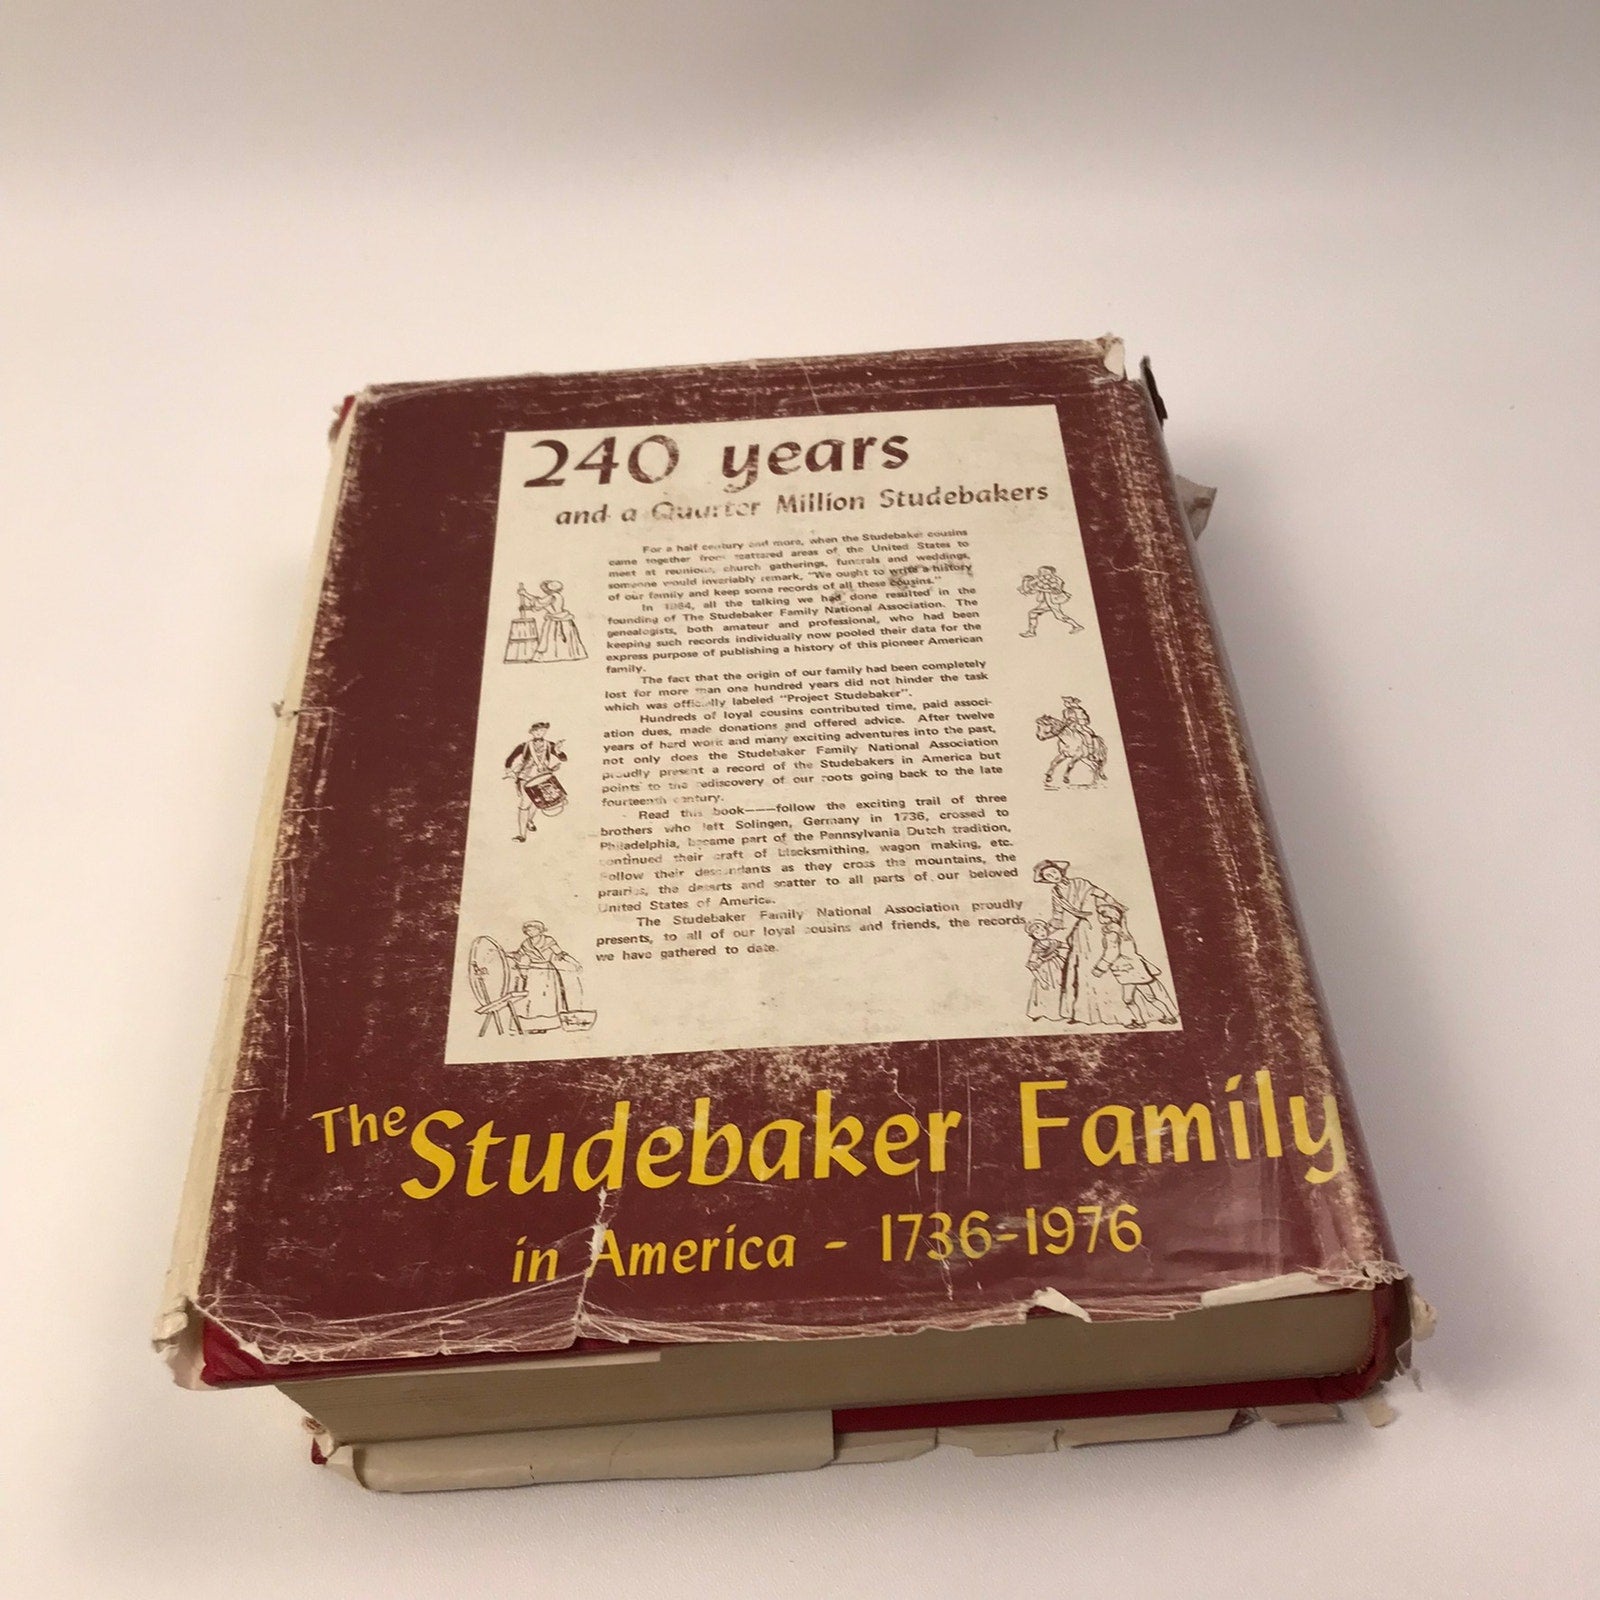 240 years
and a Quarter Million Studebakers
For a half century and more, when the Studebaker cousins
came together from scattared areas of the United States to
meet at reunions, church gatherings, funerals and weddings,
someone would invariably remark, "We ought to write a history
of our family and keep some records of all these cousins."
In 1964, all the talking we had done resulted in the
founding of The Studebaker Family National Association. The
genealogists, both amateur and professional, who had been
keeping such records individually now pooled their data for the
express purpose of publishing a history of this pioneer American
family.
The fact that the origin of our family had been completely
lost for more than one hundred years did not hinder the task
which was officially labeled "Project Studebaker".
Hundreds of loyal cousins contributed time, paid associ-
ation dues, made donations and offered advice. After twelve
years of hard work and many exciting adventures into the past,
not only does the Studebaker Family National Association
proudly present a record of the Studebakers in America but
points to the rediscovery of our roots going back to the late
fourteenth century.
Read this book---follow the exciting trail of three
brothers who left Solingen, Germany in 1736, crossed to
Philadelphia, became part of the Pennsylvania Dutch tradition,
continued their craft of blacksmithing, wagon making, etc.
Follow their descendants as they cross the mountains, the
prairies, the deserts and scatter to all parts of our beloved
United States of America.
The Studebaker Family National Association proudly
presents, to all of our loyal cousins and friends, the records
we have gathered to date.
The Studebaker Family
in America - 1736-1976